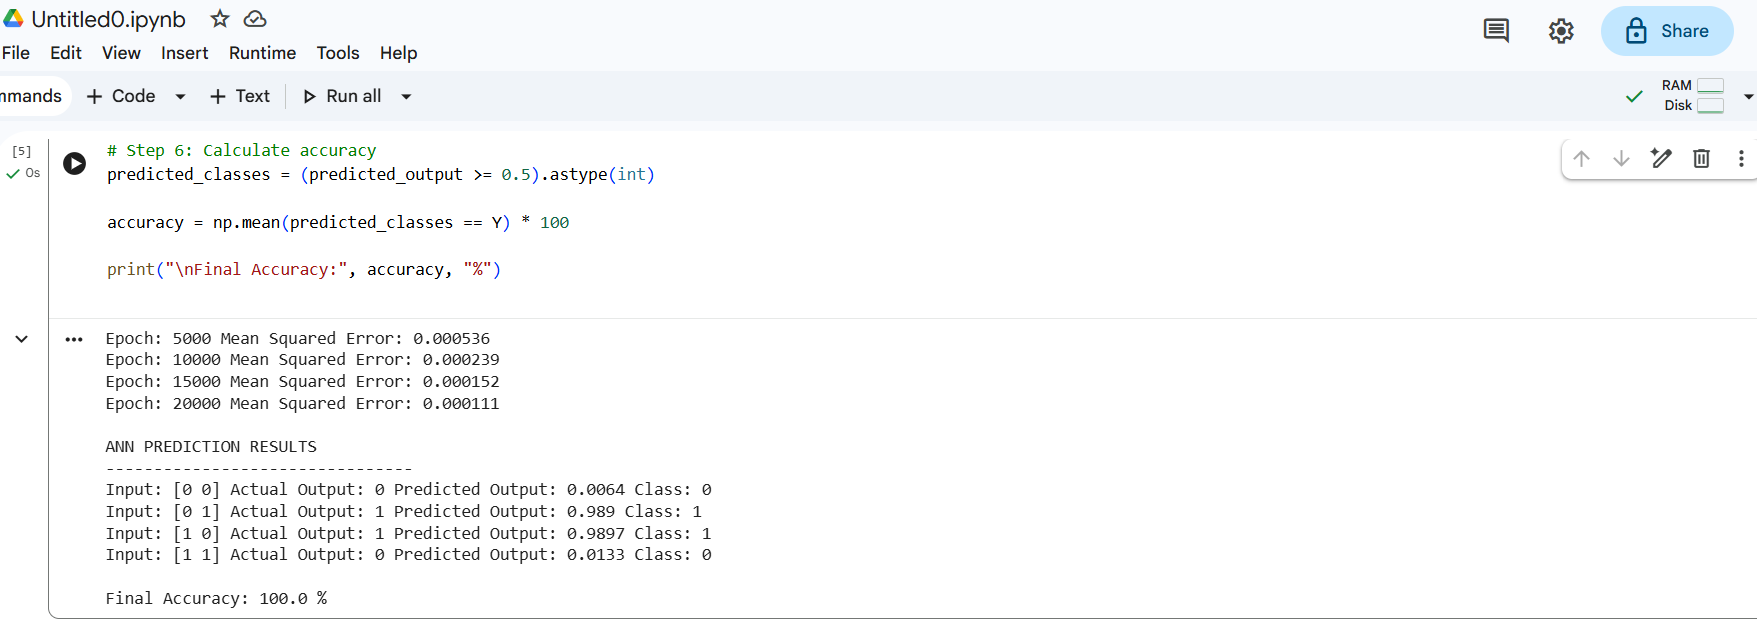 Untitled0.ipynb
File Edit View Insert Runtime Tools Help
Share
mmands + Code + Text Run all
RAM
Disk
[5]
0s
# Step 6: Calculate accuracy
predicted_classes = (predicted_output >= 0.5).astype(int)
accuracy = np.mean(predicted_classes == Y) * 100
print("\nFinal Accuracy:", accuracy, "%")
Epoch: 5000 Mean Squared Error: 0.000536
Epoch: 10000 Mean Squared Error: 0.000239
Epoch: 15000 Mean Squared Error: 0.000152
Epoch: 20000 Mean Squared Error: 0.000111
ANN PREDICTION RESULTS
--------------------------------
Input: [0 0] Actual Output: 0 Predicted Output: 0.0064 Class: 0
Input: [0 1] Actual Output: 1 Predicted Output: 0.989 Class: 1
Input: [1 0] Actual Output: 1 Predicted Output: 0.9897 Class: 1
Input: [1 1] Actual Output: 0 Predicted Output: 0.0133 Class: 0
Final Accuracy: 100.0 %